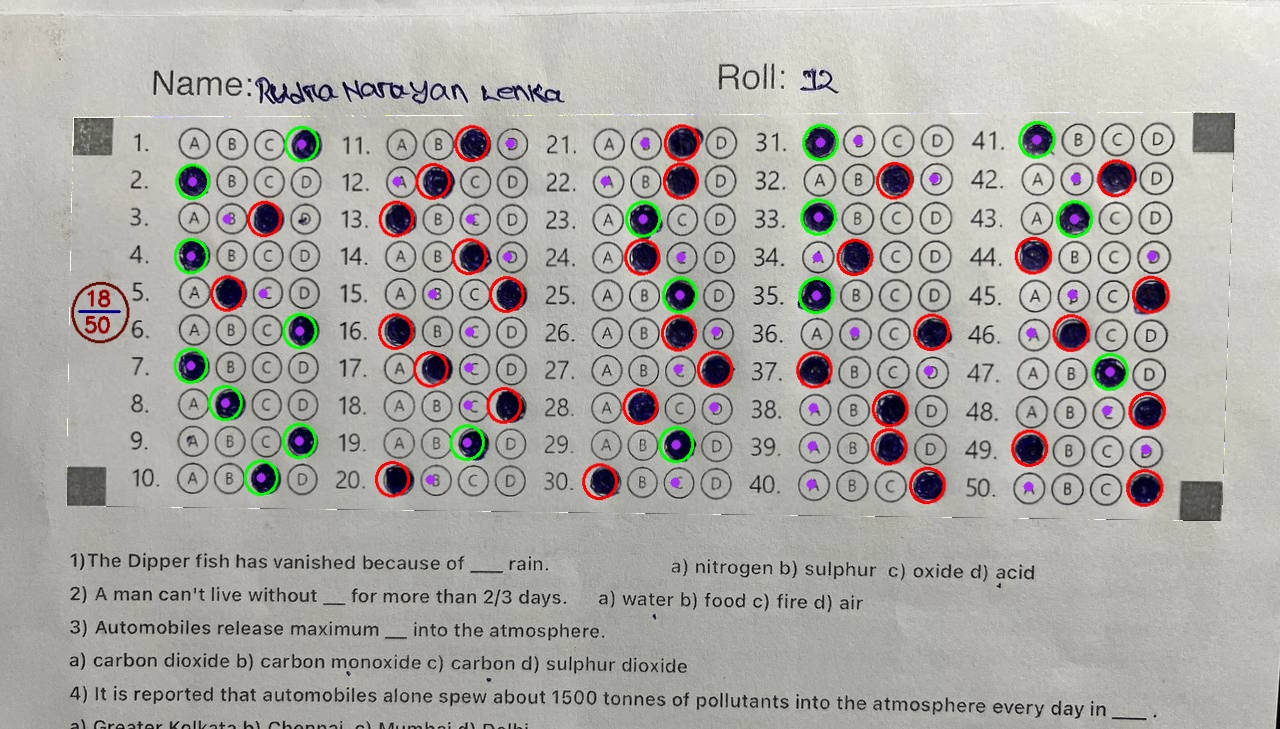 Name: Rudra Narayan Lenka Roll: 12
1. A B C 11. A B D 21. A B D 31. B C D 41. B C D
2. B C D 12. A C D 22. A B D 32. A B D 42. A B D
3. A B D 13. B C D 23. A C D 33. B C D 43. A C D
4. B C D 14. A B D 24. A C D 34. A C D 44. B C D
5. A C D 15. A B C 25. A B D 35. B C D 45. A B C
6. A B C 16. B C D 26. A B D 36. A B C 46. A C D
7. B C D 17. A C D 27. A B C 37. B C D 47. A B D
8. A C D 18. A B C 28. A C D 38. A B D 48. A B C
9. A B C 19. A B D 29. A B D 39. A B D 49. B C D
10. A B D 20. B C D 30. B C D 40. A B C 50. A B C
18
50
1)The Dipper fish has vanished because of ___ rain. a) nitrogen b) sulphur c) oxide d) acid
2) A man can't live without __ for more than 2/3 days. a) water b) food c) fire d) air
3) Automobiles release maximum __ into the atmosphere.
a) carbon dioxide b) carbon monoxide c) carbon d) sulphur dioxide
4) It is reported that automobiles alone spew about 1500 tonnes of pollutants into the atmosphere every day in ___ .
a) Greater Kolkata b) Chennai c) Mumbai d) Delhi